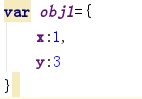 var obj1={
x:1,
y:3
}